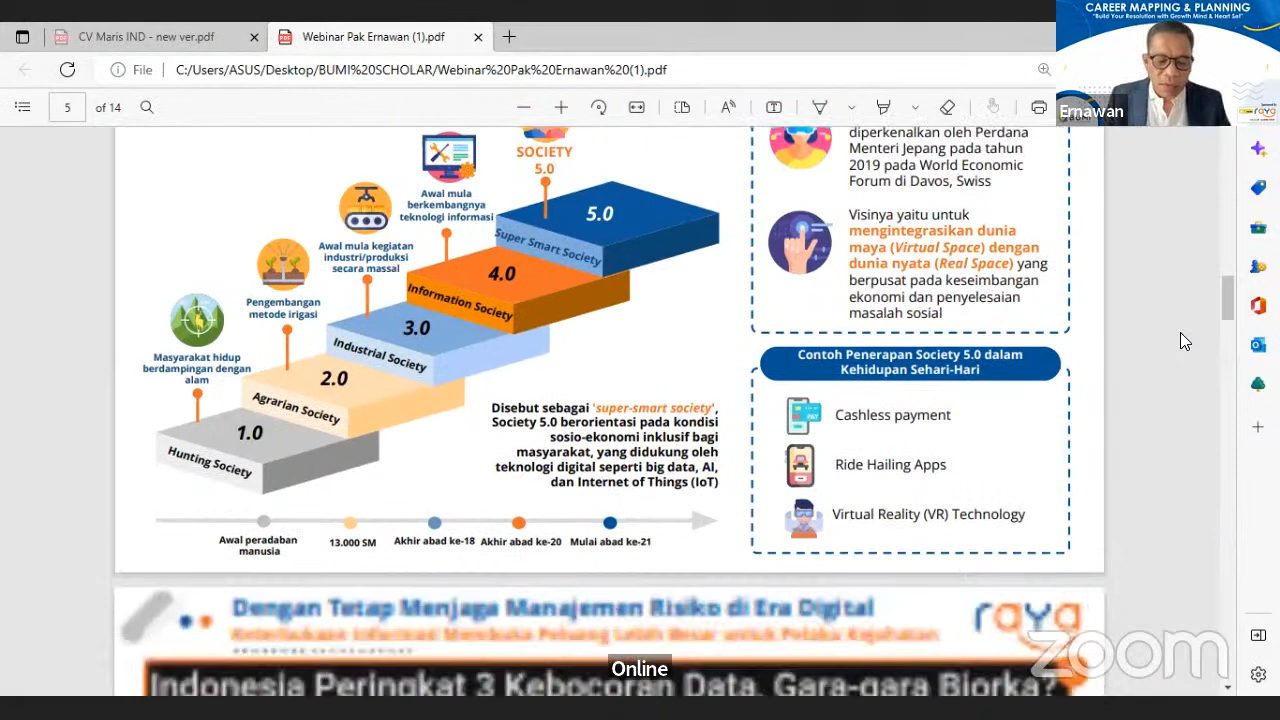 CAREER MAPPING & PLANNING
"Build Your Resolution with Growth Mind & Heart Set"
CV Maris IND - new ver.pdf
Webinar Pak Ernawan (1).pdf
File
C:/Users/ASUS/Desktop/BUMI%20SCHOLAR/Webinar%20Pak%20Ernawan%20(1).pdf
5 of 14
Ernawan
SOCIETY
5.0
Awal mula
berkembangnya
teknologi informasi
Awal mula kegiatan
industri/produksi
secara massal
Pengembangan
metode irigasi
Masyarakat hidup
berdampingan dengan
alam
5.0
Super Smart Society
4.0
Information Society
3.0
Industrial Society
2.0
Agrarian Society
1.0
Hunting Society
Disebut sebagai 'super-smart society',
Society 5.0 berorientasi pada kondisi
sosio-ekonomi inklusif bagi
masyarakat, yang didukung oleh
teknologi digital seperti big data, AI,
dan Internet of Things (IoT)
Awal peradaban
manusia
13.000 SM
Akhir abad ke-18
Akhir abad ke-20
Mulai abad ke-21
diperkenalkan oleh Perdana
Menteri Jepang pada tahun
2019 pada World Economic
Forum di Davos, Swiss
Visinya yaitu untuk
mengintegrasikan dunia
maya (Virtual Space) dengan
dunia nyata (Real Space) yang
berpusat pada keseimbangan
ekonomi dan penyelesaian
masalah sosial
Contoh Penerapan Society 5.0 dalam
Kehidupan Sehari-Hari
PAY
Cashless payment
Ride Hailing Apps
Virtual Reality (VR) Technology
Dengan Tetap Menjaga Manajemen Risiko di Era Digital
Keterbukaan Informasi Membuka Peluang Lebih Besar untuk Pelaku Kejahatan
raya
Indonesia Peringkat 3 Kebocoran Data, Gara-gara Bjorka?
Online
zoom